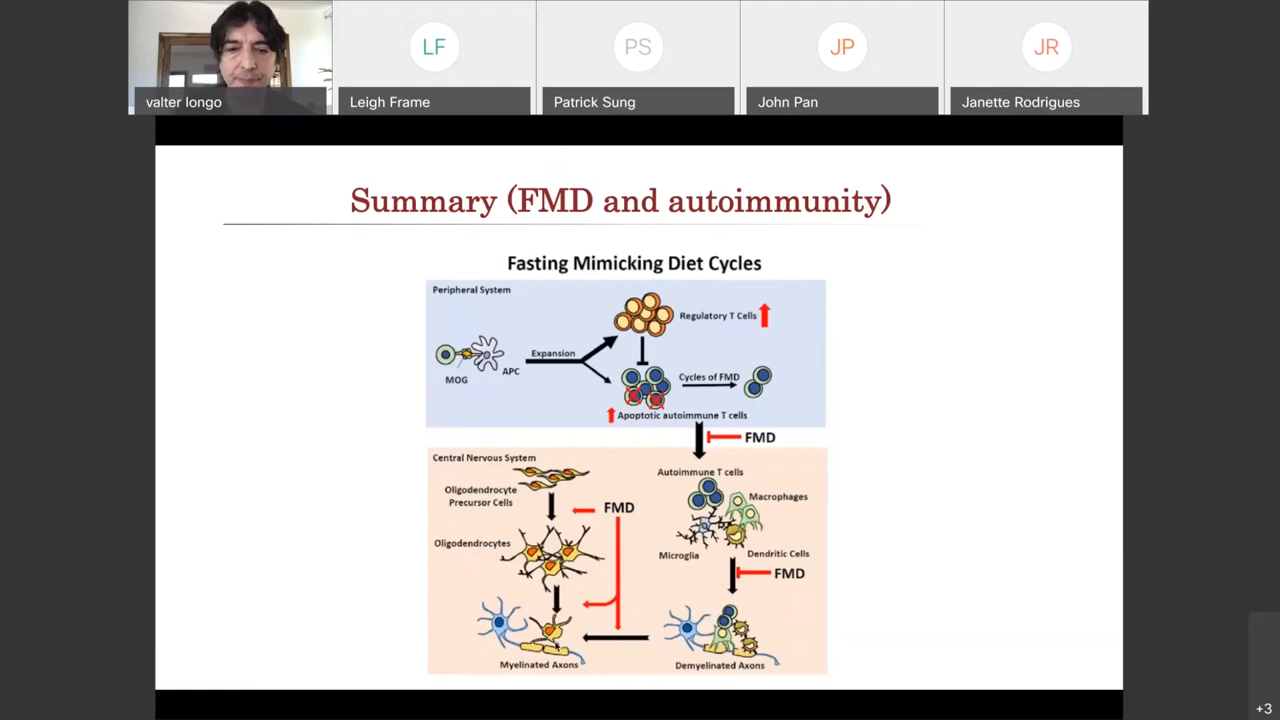 LF
PS
JP
JR
valter longo
Leigh Frame
Patrick Sung
John Pan
Janette Rodrigues
Summary (FMD and autoimmunity)
Fasting Mimicking Diet Cycles
Peripheral System
Regulatory T Cells
Expansion
MOG
APC
Cycles of FMD
Apoptotic autoimmune T cells
FMD
Central Nervous System
Oligodendrocyte
Precursor Cells
FMD
Oligodendrocytes
Myelinated Axons
Autoimmune T cells
Macrophages
Microglia
Dendritic Cells
FMD
Demyelinated Axons
+3